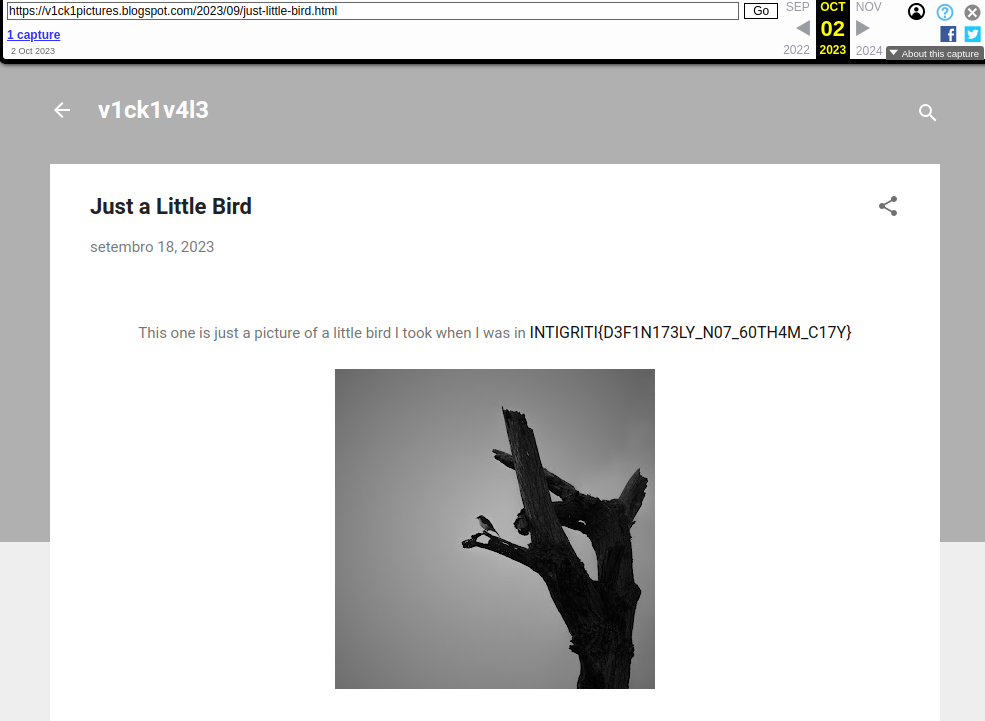 https://v1ck1pictures.blogspot.com/2023/09/just-little-bird.html
Go
SEP
OCT
NOV
1 capture
02
2 Oct 2023
2022
2023
2024
About this capture
v1ck1v4l3
Just a Little Bird
setembro 18, 2023
This one is just a picture of a little bird I took when I was in INTIGRITI{D3F1N173LY_N07_60TH4M_C17Y}